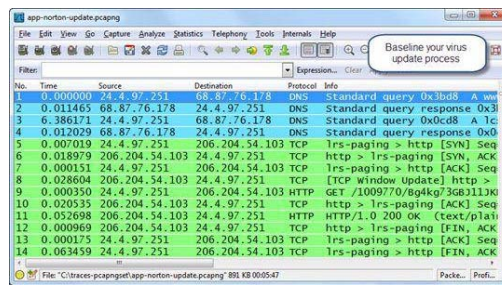 app-norton-update.pcapng
File Edit View Go Capture Analyze Statistics Telephony Tools Internals Help
Baseline your virus
update process
Filter: Expression... Clear
No. Time Source Destination Protocol Info
1 0.000000 24.4.97.251 68.87.76.178 DNS Standard query 0x3bd8 A ww
2 0.011465 68.87.76.178 24.4.97.251 DNS Standard query response 0x3
3 6.386171 24.4.97.251 68.87.76.178 DNS Standard query 0x0cd8 A lc
4 0.012029 68.87.76.178 24.4.97.251 DNS Standard query response 0x0
5 0.007019 24.4.97.251 206.204.54.103 TCP lrs-paging > http [SYN] Seq
6 0.018979 206.204.54.103 24.4.97.251 TCP http > lrs-paging [SYN, ACK
7 0.000151 24.4.97.251 206.204.54.103 TCP lrs-paging > http [ACK] Seq
8 0.028604 206.204.54.103 24.4.97.251 TCP [TCP Window Update] http >
9 0.000350 24.4.97.251 206.204.54.103 HTTP GET /1009770/Bg4kg73GB311JK
10 0.020535 206.204.54.103 24.4.97.251 TCP http > lrs-paging [ACK] Seq
11 0.052698 206.204.54.103 24.4.97.251 HTTP HTTP/1.0 200 OK (text/plai
12 0.000969 206.204.54.103 24.4.97.251 TCP http > lrs-paging [FIN, ACK
13 0.000175 24.4.97.251 206.204.54.103 TCP lrs-paging > http [ACK] Seq
14 0.063459 24.4.97.251 206.204.54.103 TCP lrs-paging > http [FIN, ACK
File: "C:\traces-pcapngset\app-norton-update.pcapng" 891 KB 00:05:47 Packe... Profi...